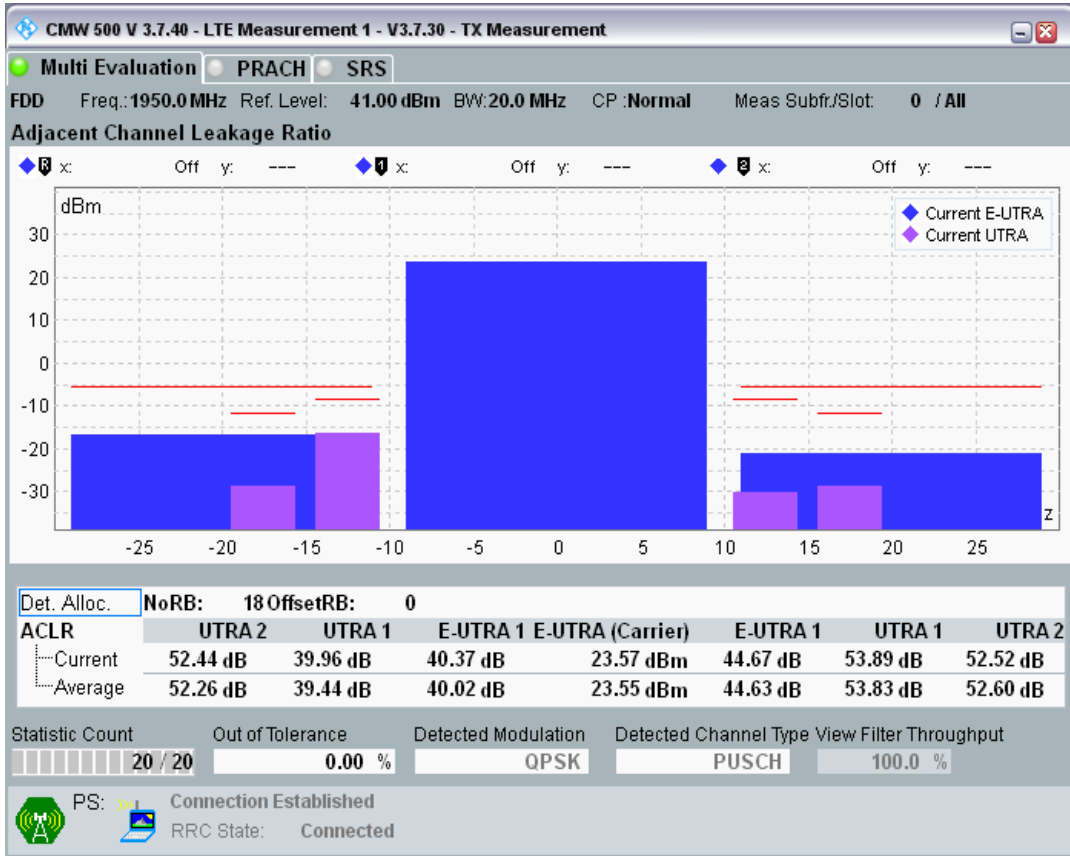 CMW 500 V 3.7.40 - LTE Measurement 1 - V3.7.30 - TX Measurement
Multi Evaluation PRACH SRS
FDD Freq.: 1950.0 MHz Ref. Level: 41.00 dBm BW: 20.0 MHz CP : Normal Meas Subfr./Slot: 0 / All
Adjacent Channel Leakage Ratio
R x: Off y: --- 1 x: Off y: --- 2 x: Off y: ---
dBm
Current E-UTRA
Current UTRA
30
20
10
0
-10
-20
-30
z
-25 -20 -15 -10 -5 0 5 10 15 20 25
Det. Alloc. NoRB: 18 OffsetRB: 0
ACLR UTRA 2 UTRA 1 E-UTRA 1 E-UTRA (Carrier) E-UTRA 1 UTRA 1 UTRA 2
Current 52.44 dB 39.96 dB 40.37 dB 23.57 dBm 44.67 dB 53.89 dB 52.52 dB
Average 52.26 dB 39.44 dB 40.02 dB 23.55 dBm 44.63 dB 53.83 dB 52.60 dB
Statistic Count Out of Tolerance Detected Modulation Detected Channel Type View Filter Throughput
20 / 20 0.00 % QPSK PUSCH 100.0 %
PS: Connection Established
RRC State: Connected